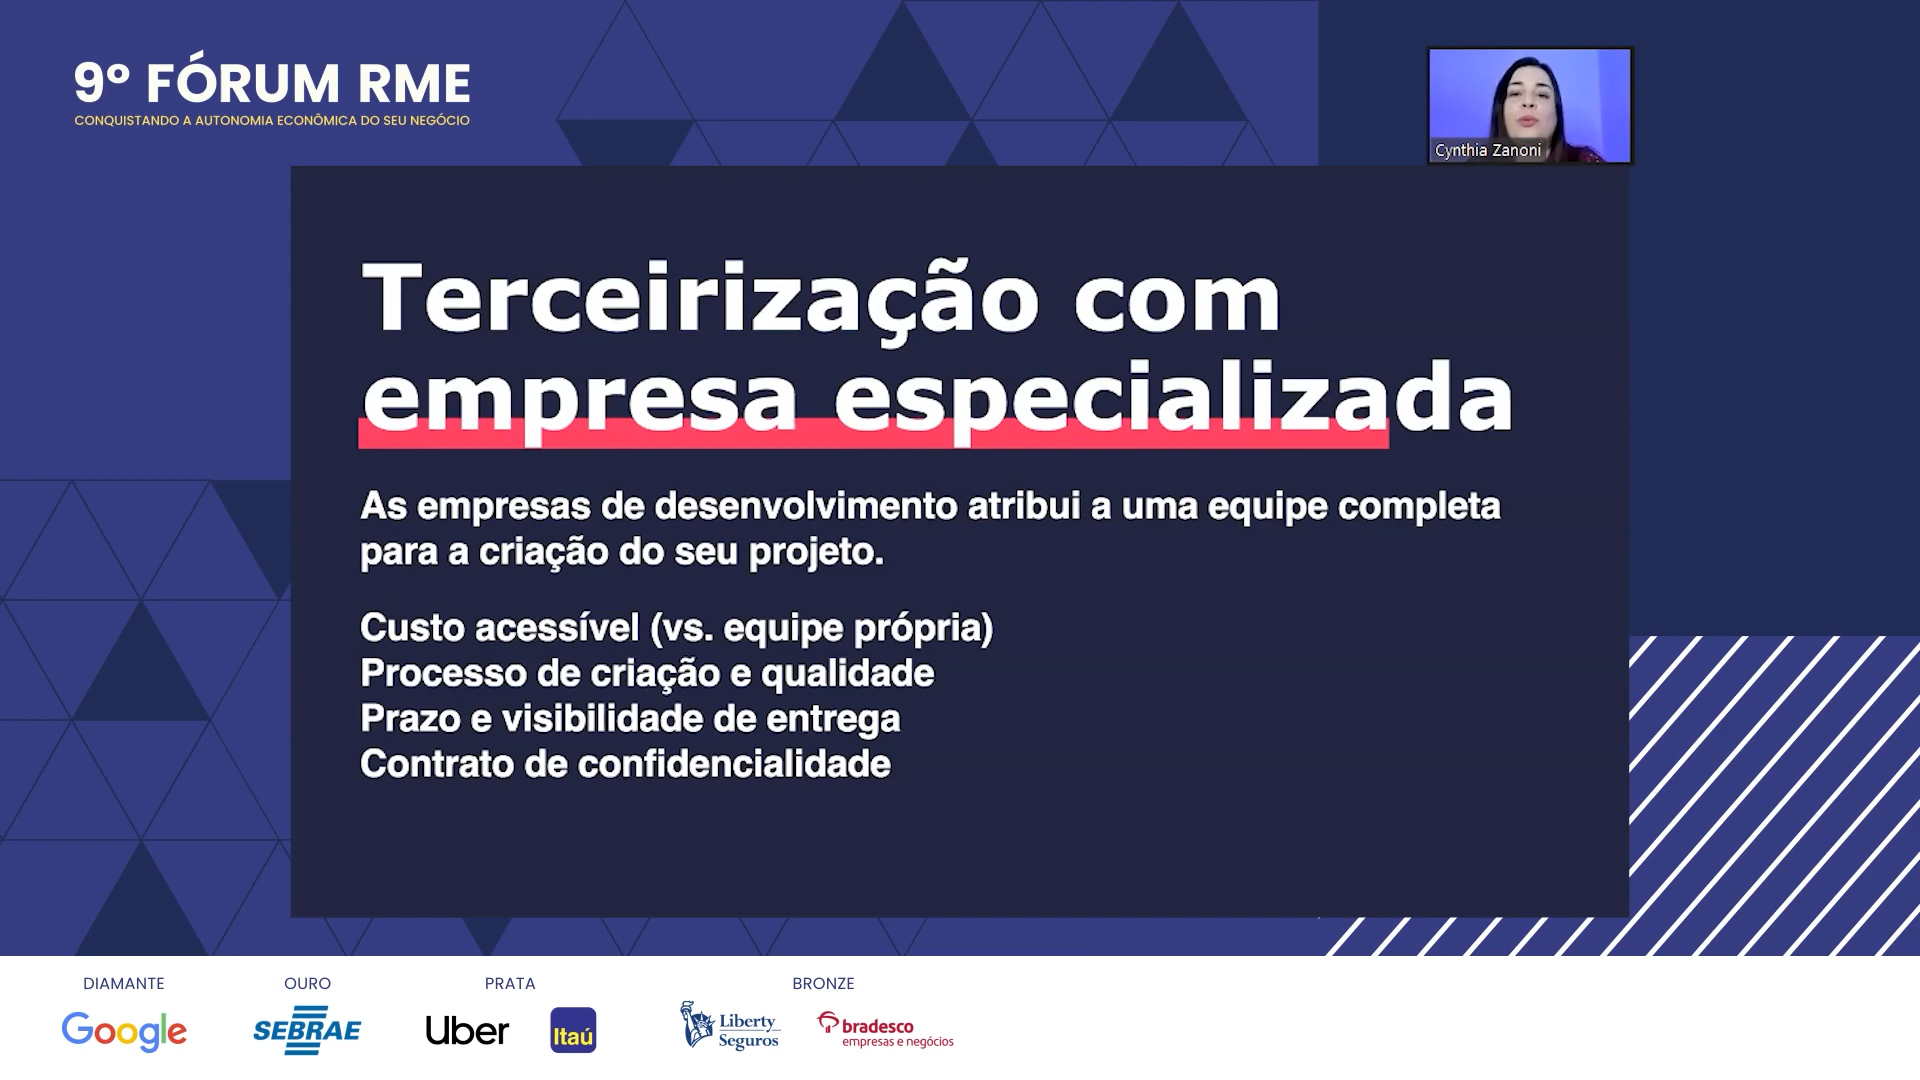 9º FÓRUM RME
CONQUISTANDO A AUTONOMIA ECONÔMICA DO SEU NEGÓCIO
Cynthia Zanoni
Terceirização com
empresa especializada
As empresas de desenvolvimento atribui a uma equipe completa
para a criação do seu projeto.
Custo acessível (vs. equipe própria)
Processo de criação e qualidade
Prazo e visibilidade de entrega
Contrato de confidencialidade
DIAMANTE
OURO
PRATA
BRONZE
Google
SEBRAE
Uber
Itaú
Liberty
Seguros
bradesco
empresas e negócios